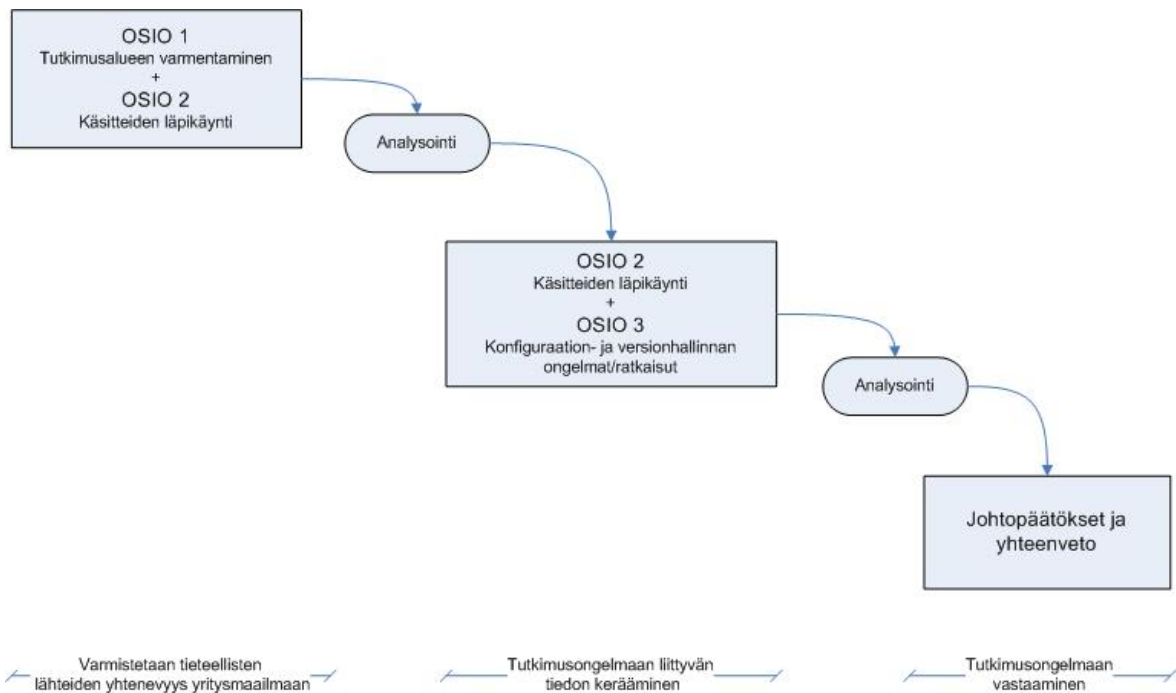 OSIO 1
Tutkimusalueen varmentaminen
+
OSIO 2
Käsitteiden läpikäynti
Analysointi
OSIO 2
Käsitteiden läpikäynti
+
OSIO 3
Konfiguraation- ja versionhallinnan
ongelmat/ratkaisut
Analysointi
Johtopäätökset ja
yhteenveto
Varmistetaan tieteellisten
lähteiden yhtenevyys yritysmaailmaan
Tutkimusongelmaan liittyvän
tiedon kerääminen
Tutkimusongelmaan
vastaaminen